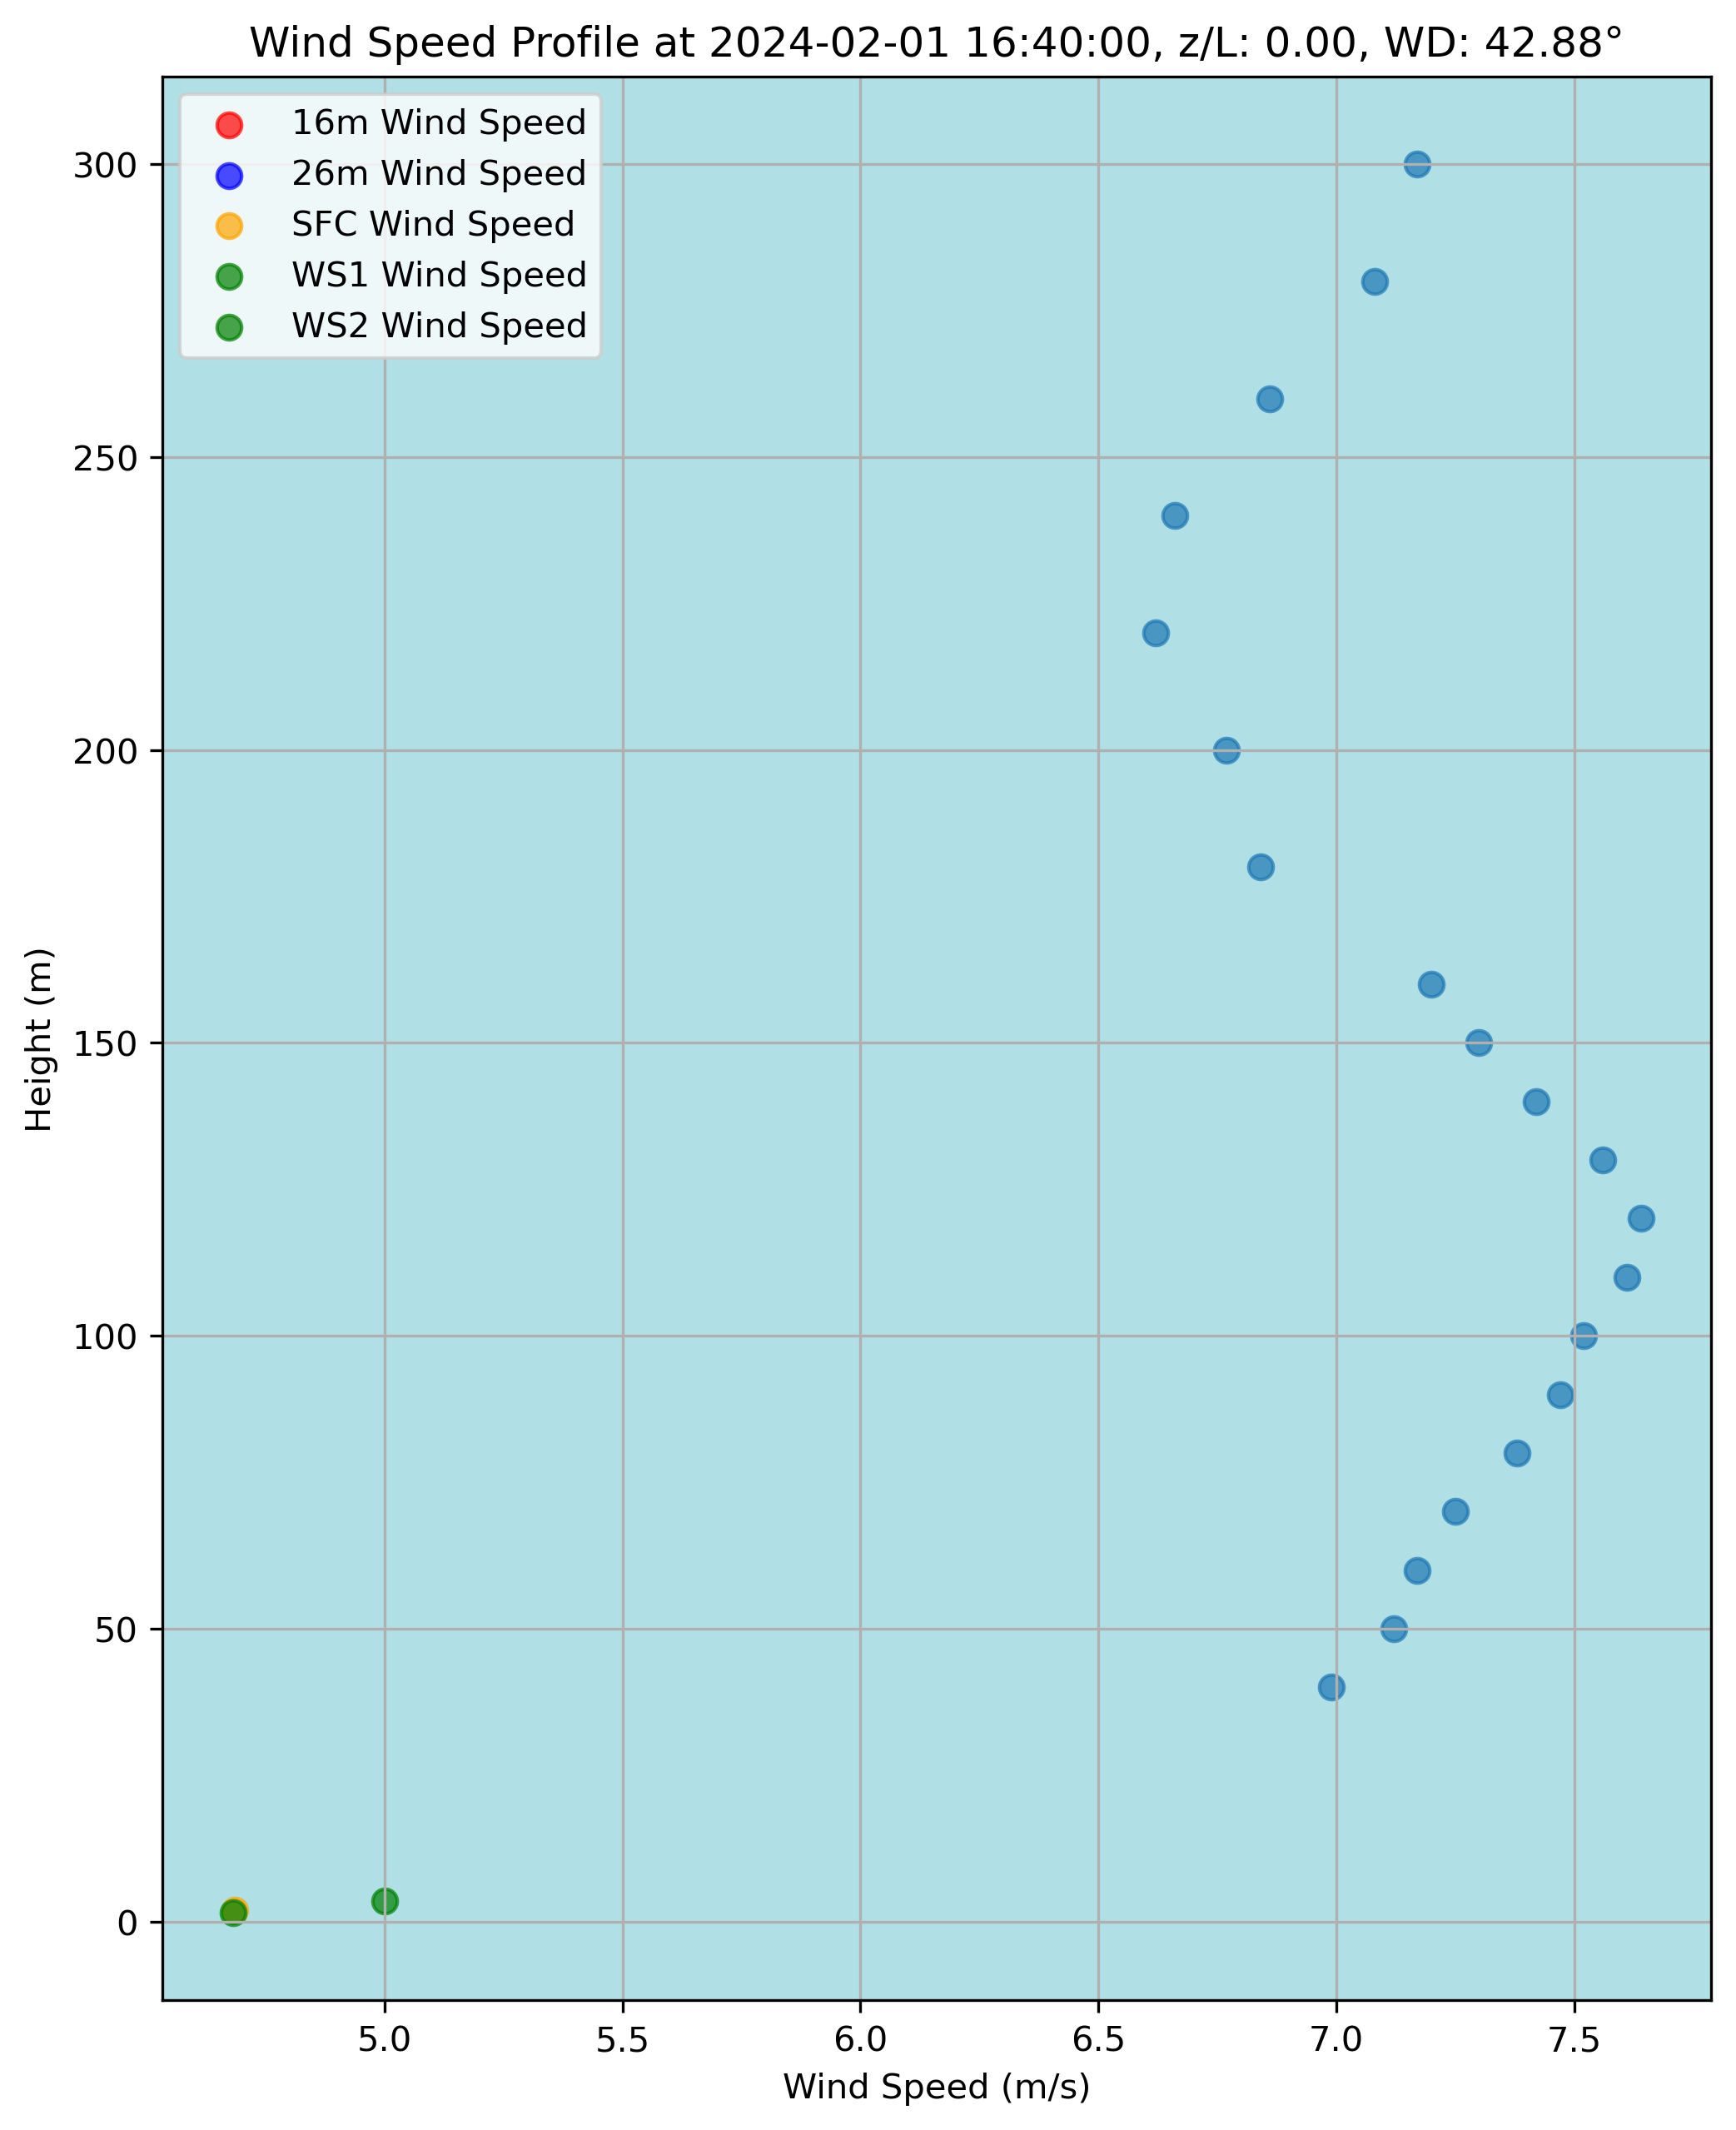 Wind Speed Profile at 2024-02-01 16:40:00, z/L: 0.00, WD: 42.88°
16m Wind Speed
26m Wind Speed
SFC Wind Speed
WS1 Wind Speed
WS2 Wind Speed
300
250
200
150
100
50
0
Height (m)
5.0 5.5 6.0 6.5 7.0 7.5
Wind Speed (m/s)